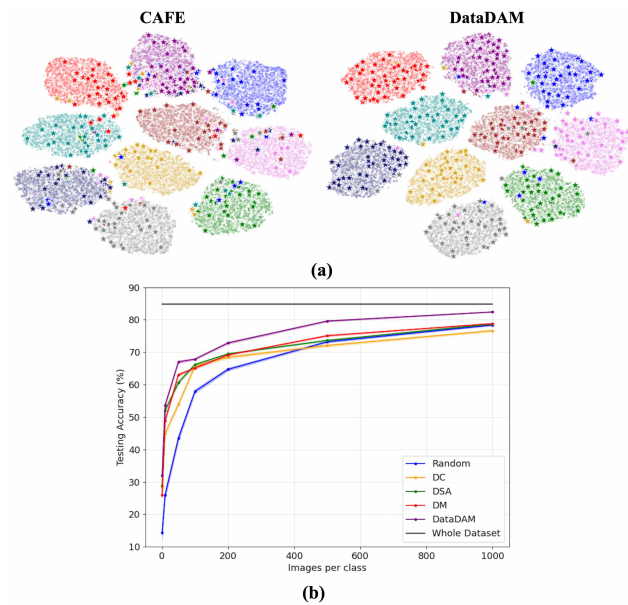 CAFE
DataDAM
(a)
90
80
70
60
50
40
30
20
10
Testing Accuracy (%)
0
200
400
600
800
1000
Images per class
Random
DC
DSA
DM
DataDAM
Whole Dataset
(b)